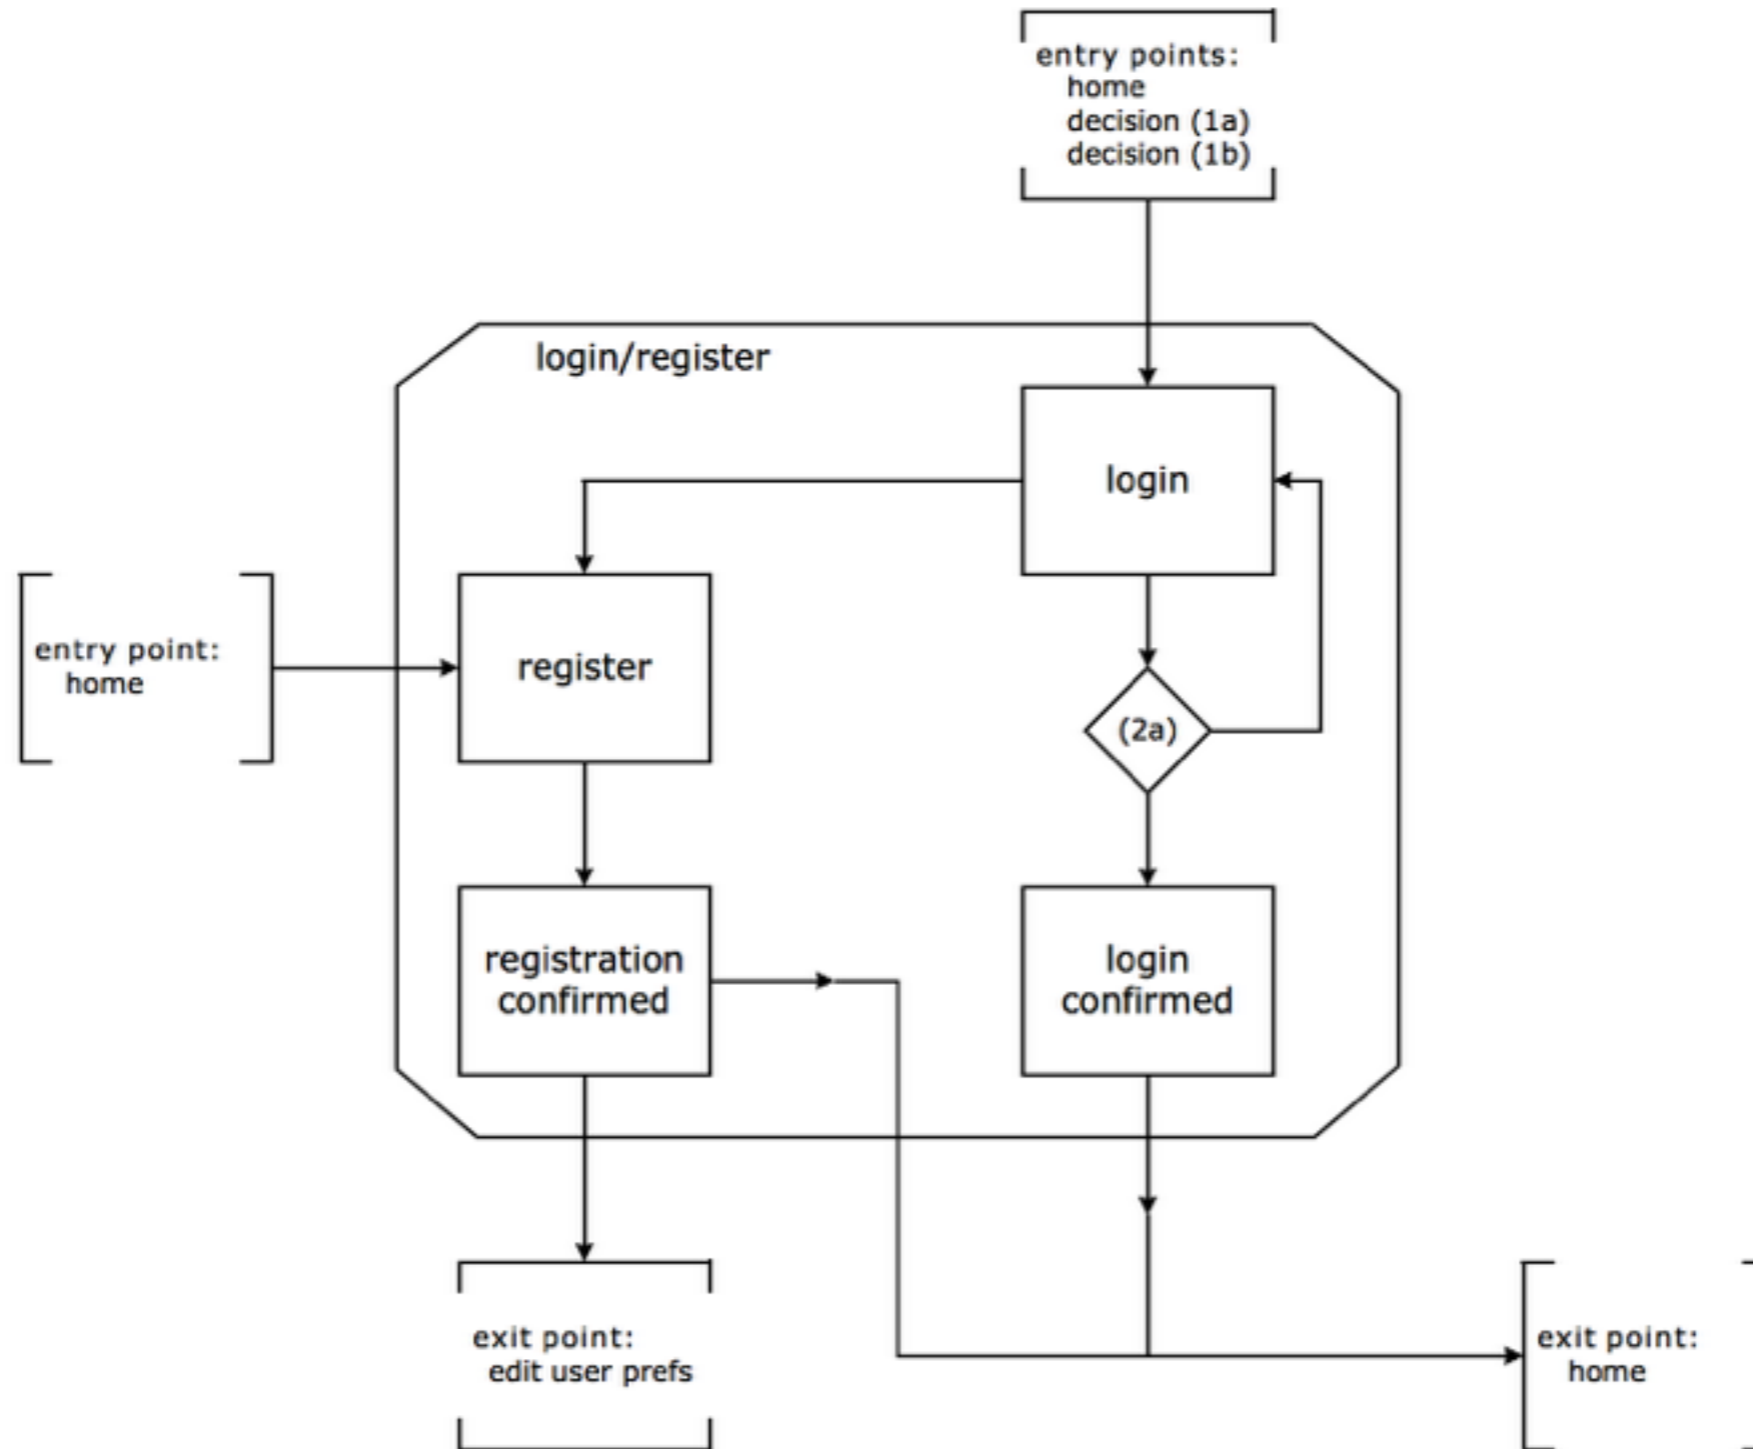 entry points:
home
decision (1a)
decision (1b)
login/register
login
entry point:
home
register
(2a)
registration
confirmed
login
confirmed
exit point:
edit user prefs
exit point:
home